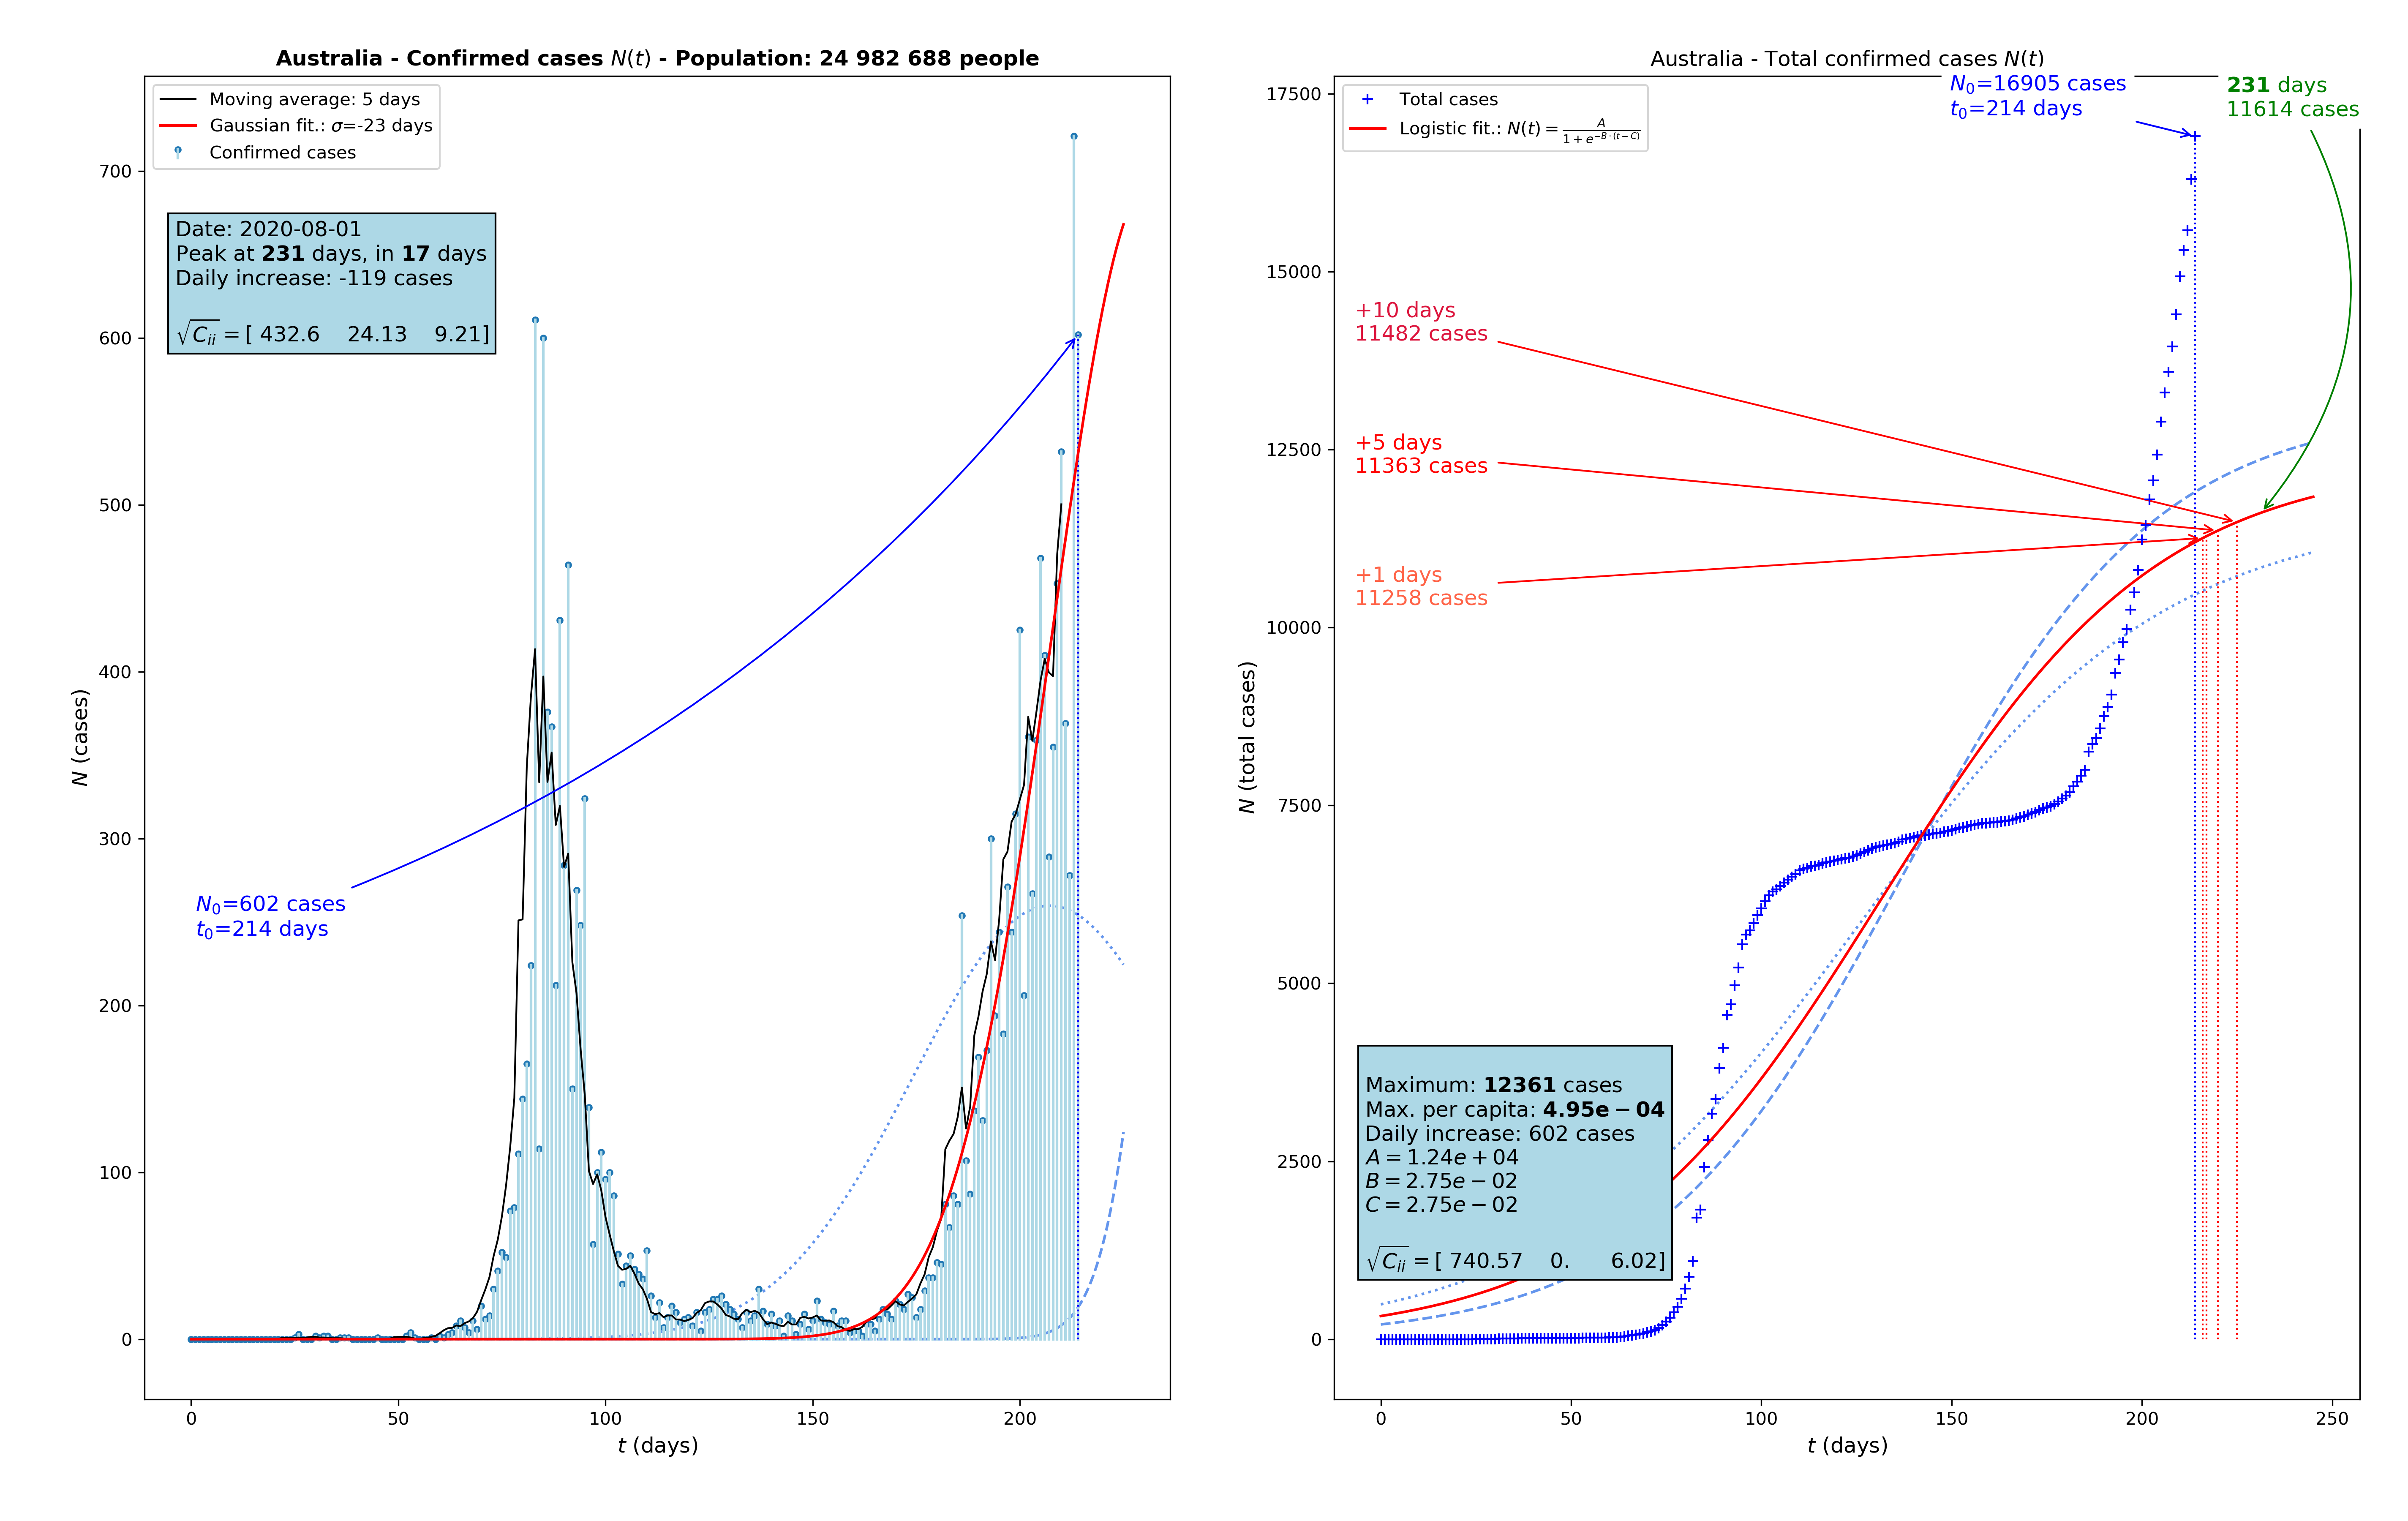 Australia - Confirmed cases N(t) - Population: 24 982 688 people
Moving average: 5 days
Gaussian fit.: σ=-23 days
Confirmed cases
Date: 2020-08-01
Peak at 231 days, in 17 days
Daily increase: -119 cases
√C_ii = [ 432.6 24.13 9.21]
N_0=602 cases
t_0=214 days
700
600
500
400
300
200
100
0
N (cases)
0 50 100 150 200
t (days)
Australia - Total confirmed cases N(t)
Total cases
Logistic fit.: N(t) = A / (1 + e^{-B·(t-C)})
N_0=16905 cases
t_0=214 days
231 days
11614 cases
+10 days
11482 cases
+5 days
11363 cases
+1 days
11258 cases
Maximum: 12361 cases
Max. per capita: 4.95e − 04
Daily increase: 602 cases
A = 1.24e + 04
B = 2.75e − 02
C = 2.75e − 02
√C_ii = [ 740.57 0. 6.02]
17500
15000
12500
10000
7500
5000
2500
0
N (total cases)
0 50 100 150 200 250
t (days)